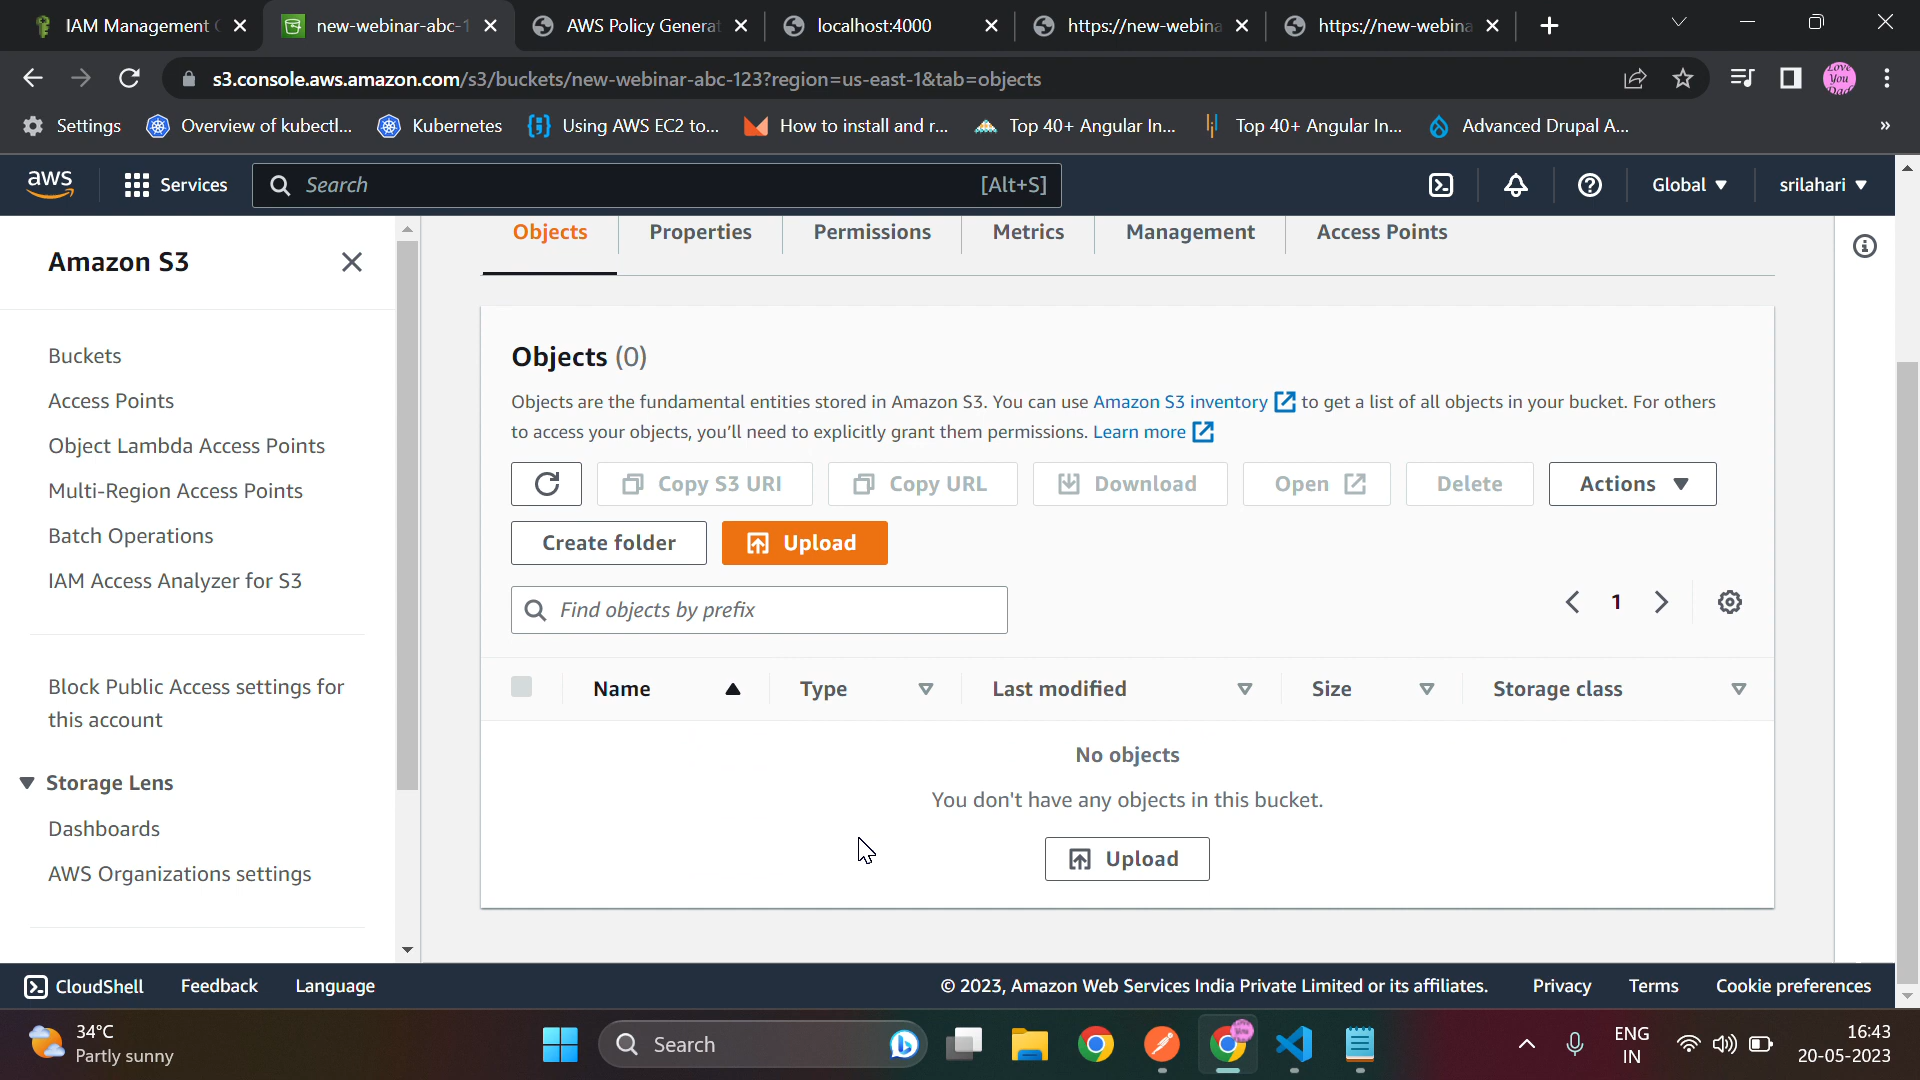 IAM Management
new-webinar-abc-1
AWS Policy Genera
localhost:4000
https://new-webina
https://new-webina
s3.console.aws.amazon.com/s3/buckets/new-webinar-abc-123?region=us-east-1&tab=objects
Love You Dad
Settings
Overview of kubectl...
Kubernetes
Using AWS EC2 to...
How to install and r...
Top 40+ Angular In...
Top 40+ Angular In...
Advanced Drupal A...
»
aws
Services
Search
[Alt+S]
Global
srilahari
Amazon S3
Buckets
Access Points
Object Lambda Access Points
Multi-Region Access Points
Batch Operations
IAM Access Analyzer for S3
Block Public Access settings for
this account
Storage Lens
Dashboards
AWS Organizations settings
Objects
Properties
Permissions
Metrics
Management
Access Points
Objects (0)
Objects are the fundamental entities stored in Amazon S3. You can use Amazon S3 inventory to get a list of all objects in your bucket. For others
to access your objects, you'll need to explicitly grant them permissions. Learn more
Copy S3 URI
Copy URL
Download
Open
Delete
Actions
Create folder
Upload
Find objects by prefix
1
Name
Type
Last modified
Size
Storage class
No objects
You don't have any objects in this bucket.
Upload
CloudShell
Feedback
Language
© 2023, Amazon Web Services India Private Limited or its affiliates.
Privacy
Terms
Cookie preferences
34°C
Partly sunny
Search
ENG
IN
16:43
20-05-2023